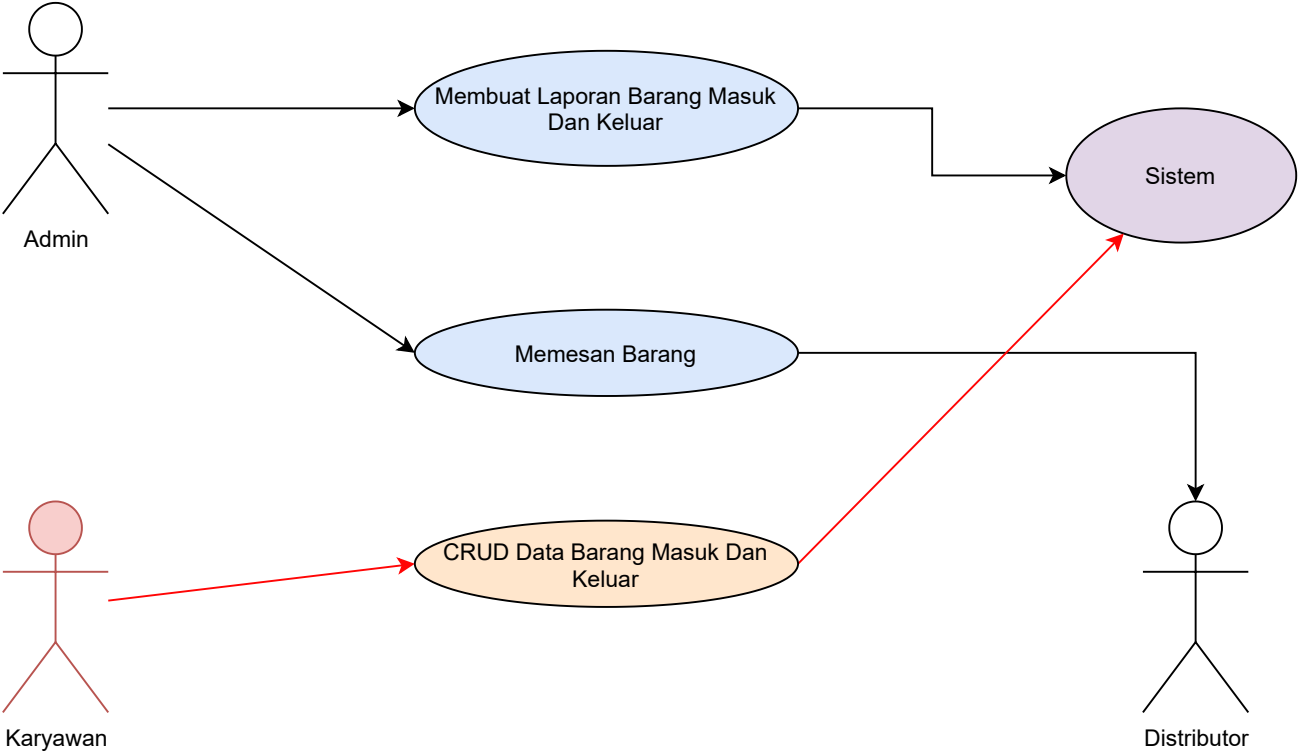 Membuat Laporan Barang Masuk
Dan Keluar
Sistem
Admin
Memesan Barang
CRUD Data Barang Masuk Dan
Keluar
Karyawan
Distributor